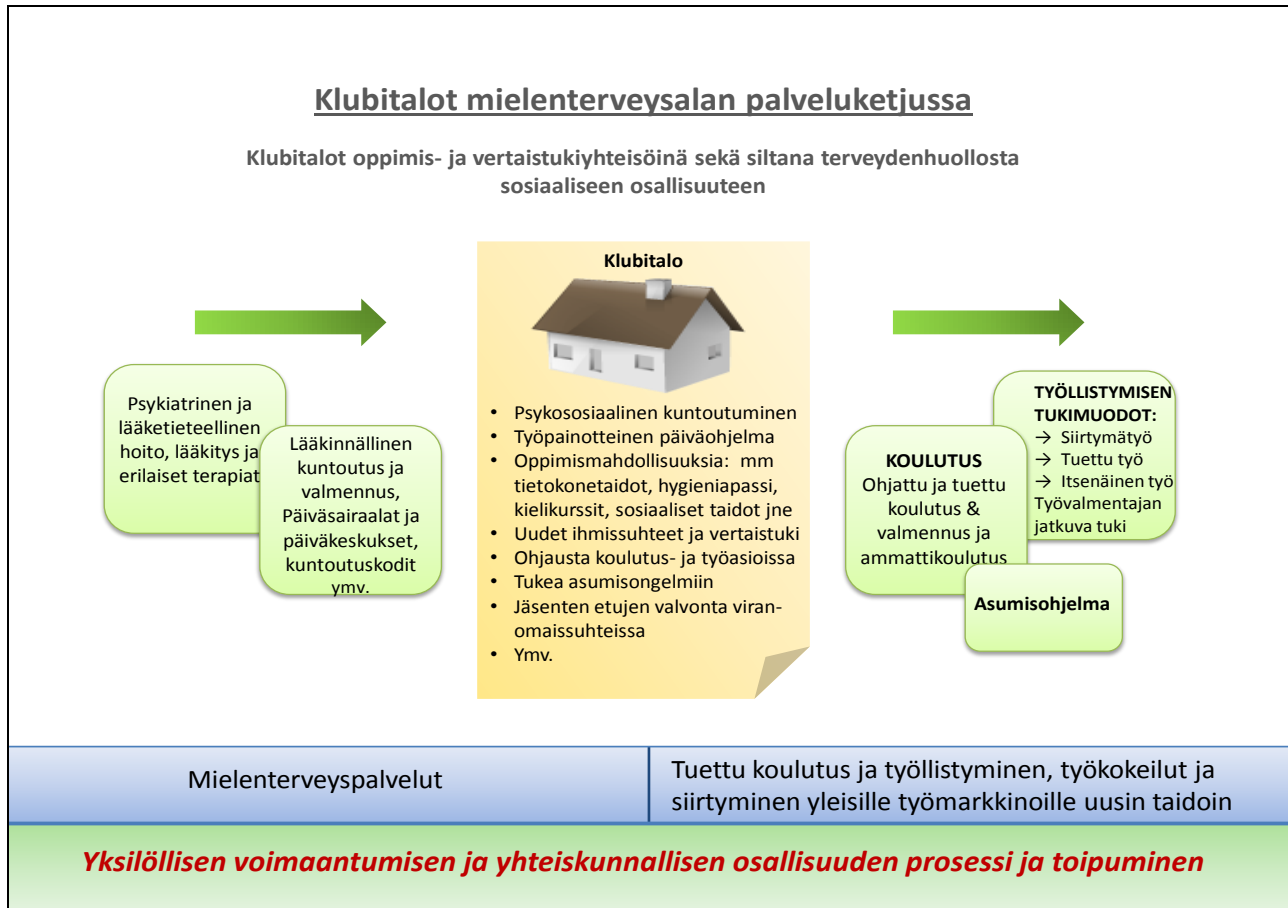 Klubitalot mielenterveysalan palveluketjussa
Klubitalot oppimis- ja vertaistukiyhteisöinä sekä siltana terveydenhuollosta
sosiaaliseen osallisuuteen
Psykiatrinen ja
lääketieteellinen
hoito, lääkitys ja
erilaiset terapiat
Lääkinnällinen
kuntoutus ja
valmennus,
Päiväsairaalat ja
päiväkeskukset,
kuntoutuskodit
ymv.
Klubitalo
• Psykososiaalinen kuntoutuminen
• Työpainotteinen päiväohjelma
• Oppimismahdollisuuksia: mm
tietokonetaidot, hygieniapassi,
kielikurssit, sosiaaliset taidot jne
• Uudet ihmissuhteet ja vertaistuki
• Ohjausta koulutus- ja työasioissa
• Tukea asumisongelmiin
• Jäsenten etujen valvonta viran-
omaissuhteissa
• Ymv.
KOULUTUS
Ohjattu ja tuettu
koulutus &
valmennus ja
ammattikoulutus
TYÖLLISTYMISEN
TUKIMUODOT:
→ Siirtymätyö
→ Tuettu työ
→ Itsenäinen työ
Työvalmentajan
jatkuva tuki
Asumisohjelma
Mielenterveyspalvelut
Tuettu koulutus ja työllistyminen, työkokeilut ja
siirtyminen yleisille työmarkkinoille uusin taidoin
Yksilöllisen voimaantumisen ja yhteiskunnallisen osallisuuden prosessi ja toipuminen